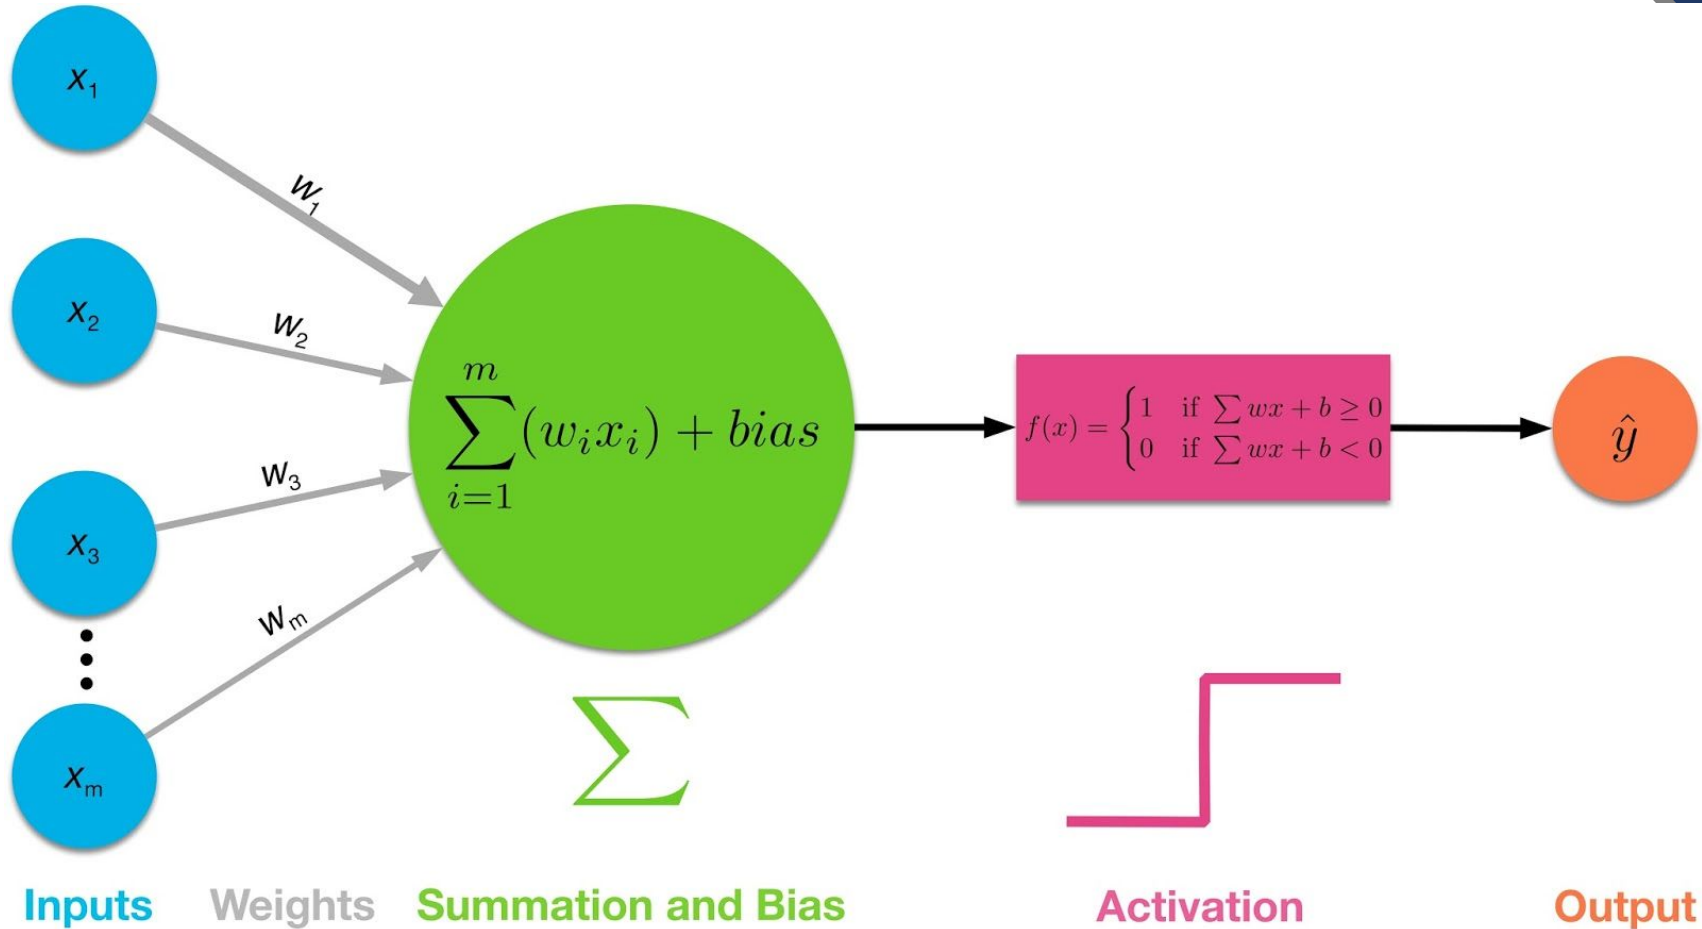 x₁
w₁
x₂
w₂
x₃
w₃
xₘ
wₘ
m
∑(wᵢxᵢ) + bias
i=1
f(x) = {
1 if ∑ wx + b ≥ 0
0 if ∑ wx + b < 0
ŷ
∑
Inputs
Weights
Summation and Bias
Activation
Output